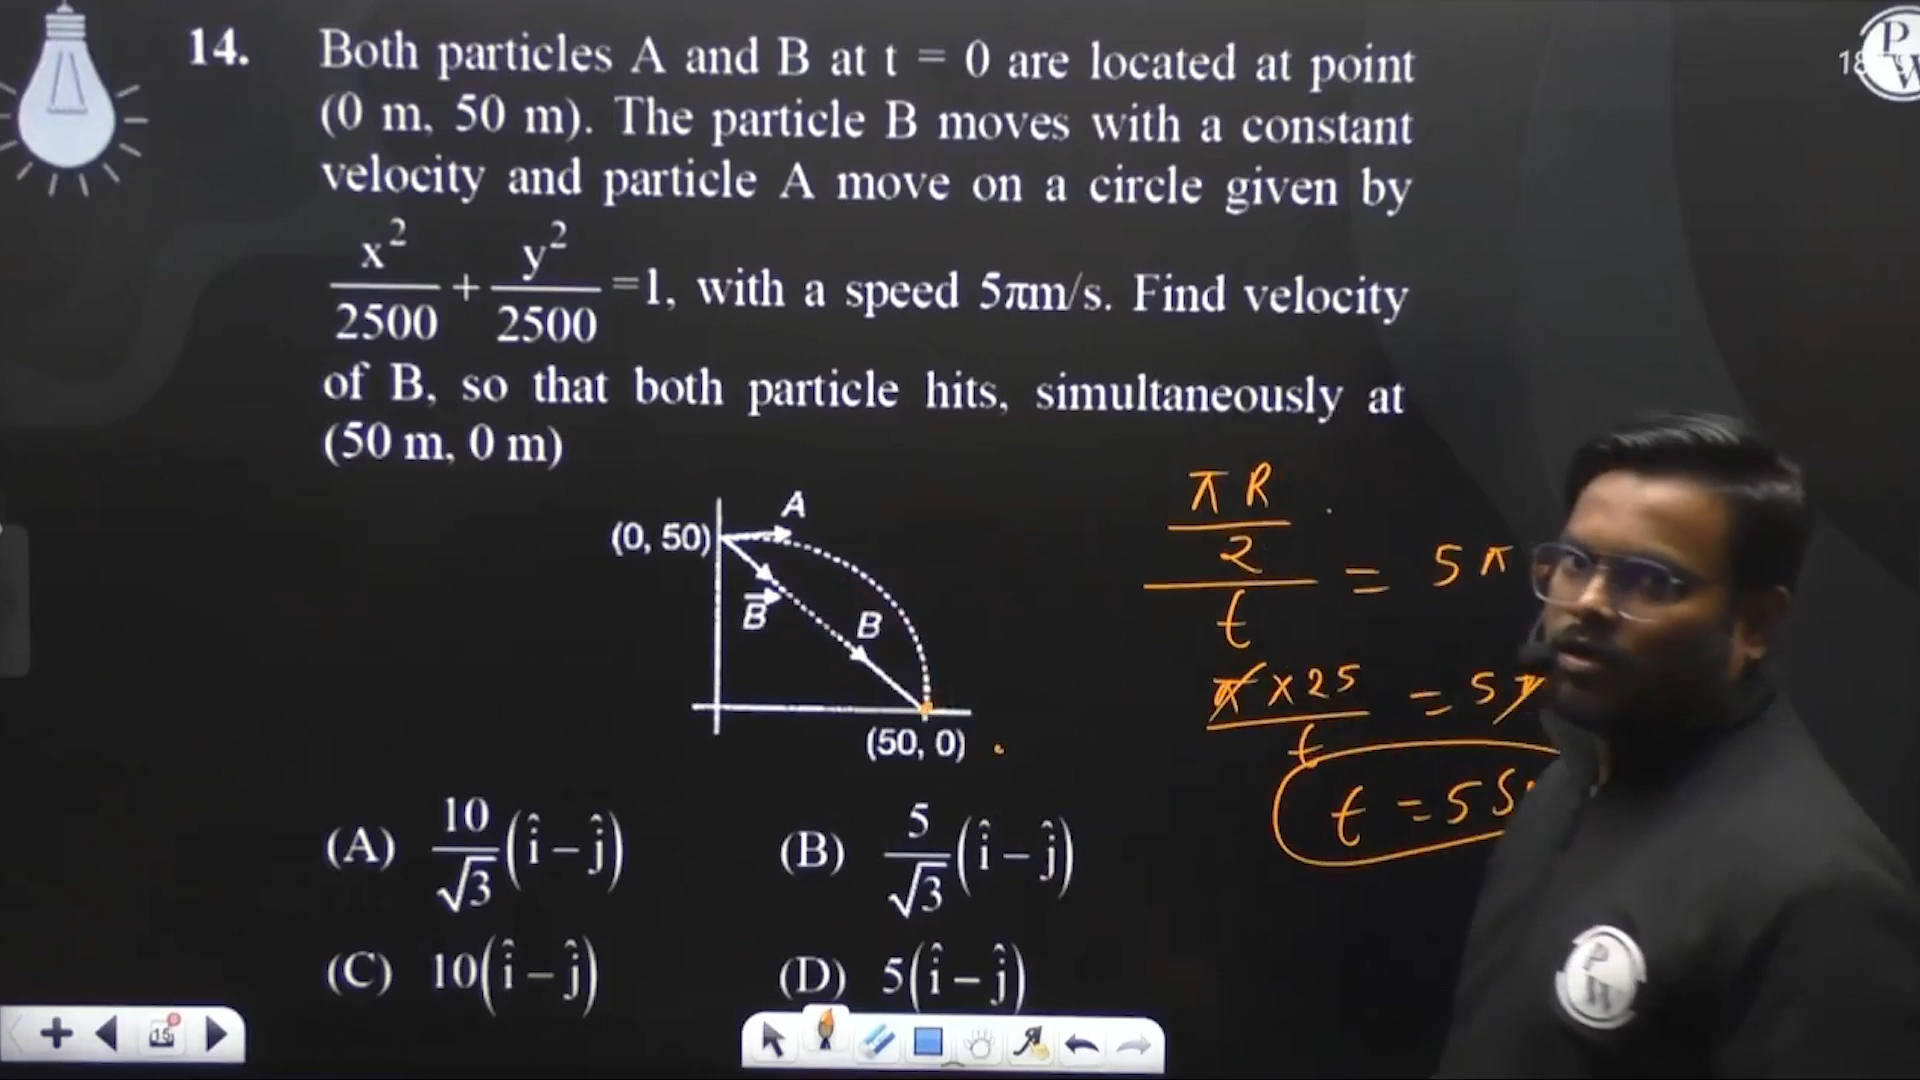 14. Both particles A and B at t = 0 are located at point
(0 m, 50 m). The particle B moves with a constant
velocity and particle A move on a circle given by
x²/2500 + y²/2500 =1, with a speed 5πm/s. Find velocity
of B, so that both particle hits, simultaneously at
(50 m, 0 m)
A
(0, 50)
B
B
(50, 0)
πR/2 / t = 5π
π×25 / t = 5π
t = 5 S
(A) 10/√3 (î – ĵ) (B) 5/√3 (î – ĵ)
(C) 10(î – ĵ) (D) 5(î – ĵ)
15
P
W
P
W